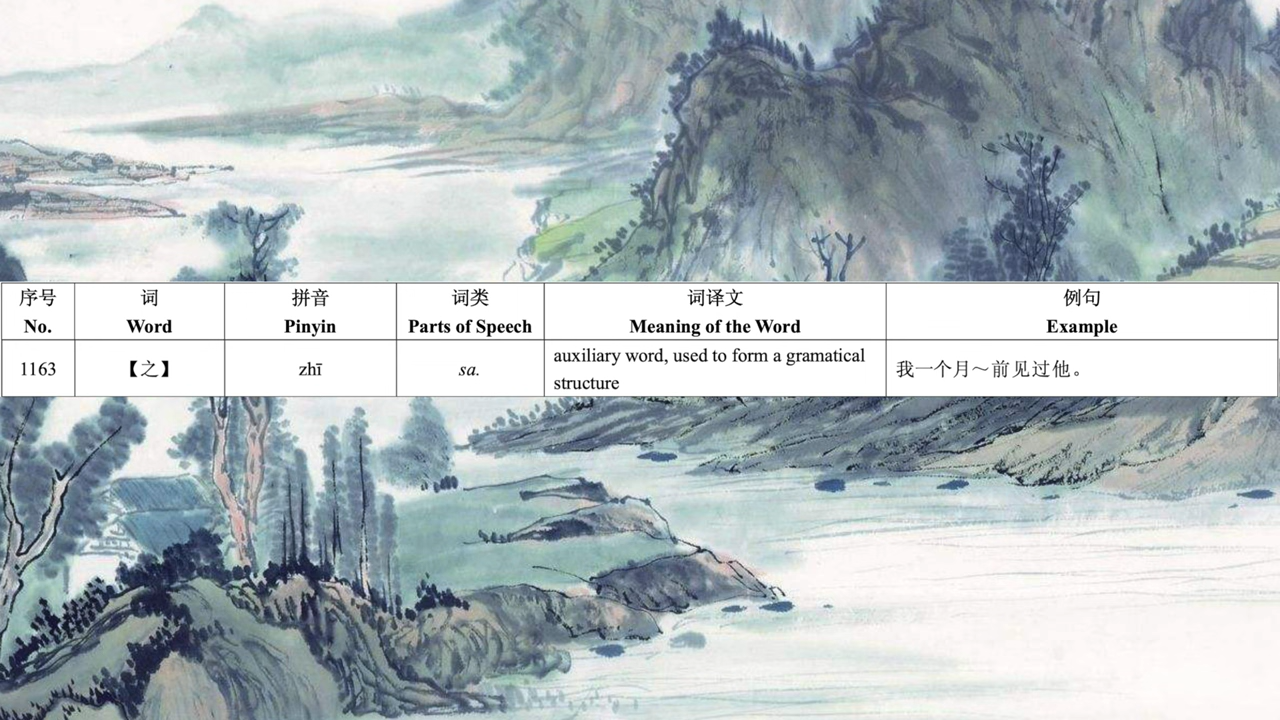 序号 词 拼音 词类 词译文 例句
No. Word Pinyin Parts of Speech Meaning of the Word Example
1163 【之】 zhī sa. auxiliary word, used to form a gramatical
structure 我一个月～前见过他。